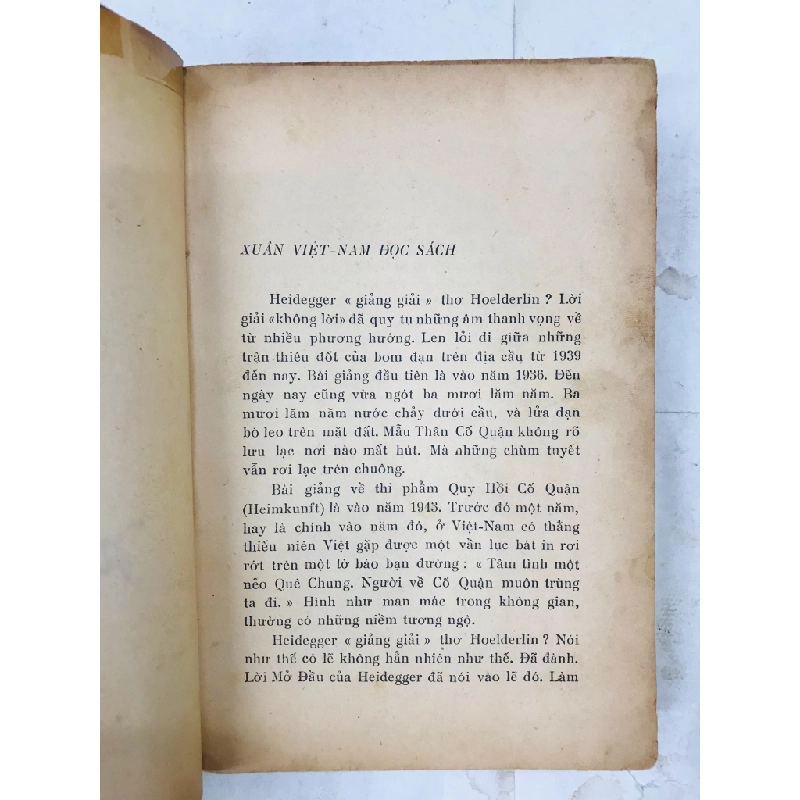 XUÂN VIỆT-NAM ĐỌC SÁCH
Heidegger « giảng giải » thơ Hoelderlin ? Lời
giải «không lời» đã quy tụ những âm thanh vọng về
từ nhiều phương hướng. Len lỏi đi giữa những
trận thiêu đốt của bom đạn trên địa cầu từ 1939
đến nay. Bài giảng đầu tiên là vào năm 1936. Đến
ngày nay cũng vừa ngót ba mươi lăm năm. Ba
mươi lăm năm nước chảy dưới cầu, và lửa đạn
bò leo trên mặt đất. Mẫu Thân Cố Quận không rõ
lưu lạc nơi nào mất hút. Mà những chùm tuyết
vẫn rơi lạc trên chuông.
Bài giảng về thi phẩm Quy Hồi Cố Quận
(Heimkunft) là vào năm 1943. Trước đó một năm,
hay là chính vào năm đó, ở Việt-Nam có thằng
thiếu niên Việt gặp được một vần lục bát in rơi
rớt trên một tờ báo bạn đường : « Tâm tình một
nẻo Quê Chung. Người về Cố Quận muôn trùng
ta đi. » Hình như man mác trong không gian,
thường có những niềm tương ngộ.
Heidegger « giảng giải » thơ Hoelderlin ? Nói
như thế có lẽ không hẳn nhiên như thế. Đã đành.
Lời Mở Đầu của Heidegger đã nói vào lẽ đó. Làm